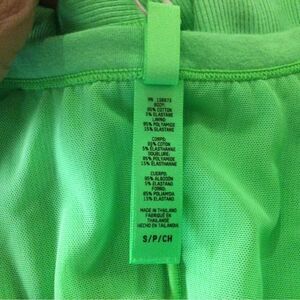 RN 138873
BODY:
95% COTTON
5% ELASTANE
LINING:
85% POLYAMIDE
15% ELASTANE
CORPS:
95% COTON
5% ÉLASTHANNE
DOUBLURE:
85% POLYAMIDE
15% ÉLASTHANNE
CUERPO:
95% ALGODÓN
5% ELASTANO
FORRO:
85% POLIAMIDA
15% ELASTANO
MADE IN THAILAND
FABRIQUÉ EN
THAÏLANDE
HECHO EN TAILANDIA
S/P/CH